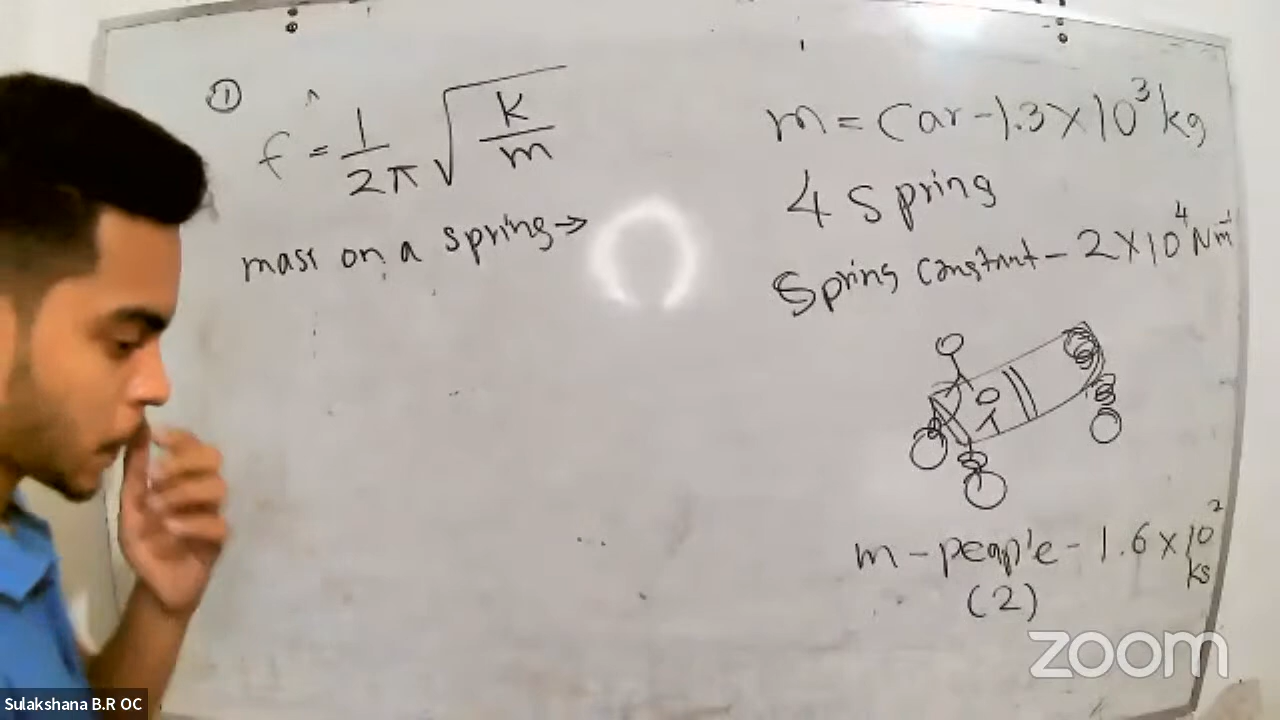 ①
f = 1/2π √(k/m)
mass on a spring →
m = Car - 1.3 × 10³ kg
4 spring
Spring constant - 2 × 10⁴ Nm⁻¹
m - people - 1.6 × 10² kg
(2)
zoom
Sulakshana B.R OC